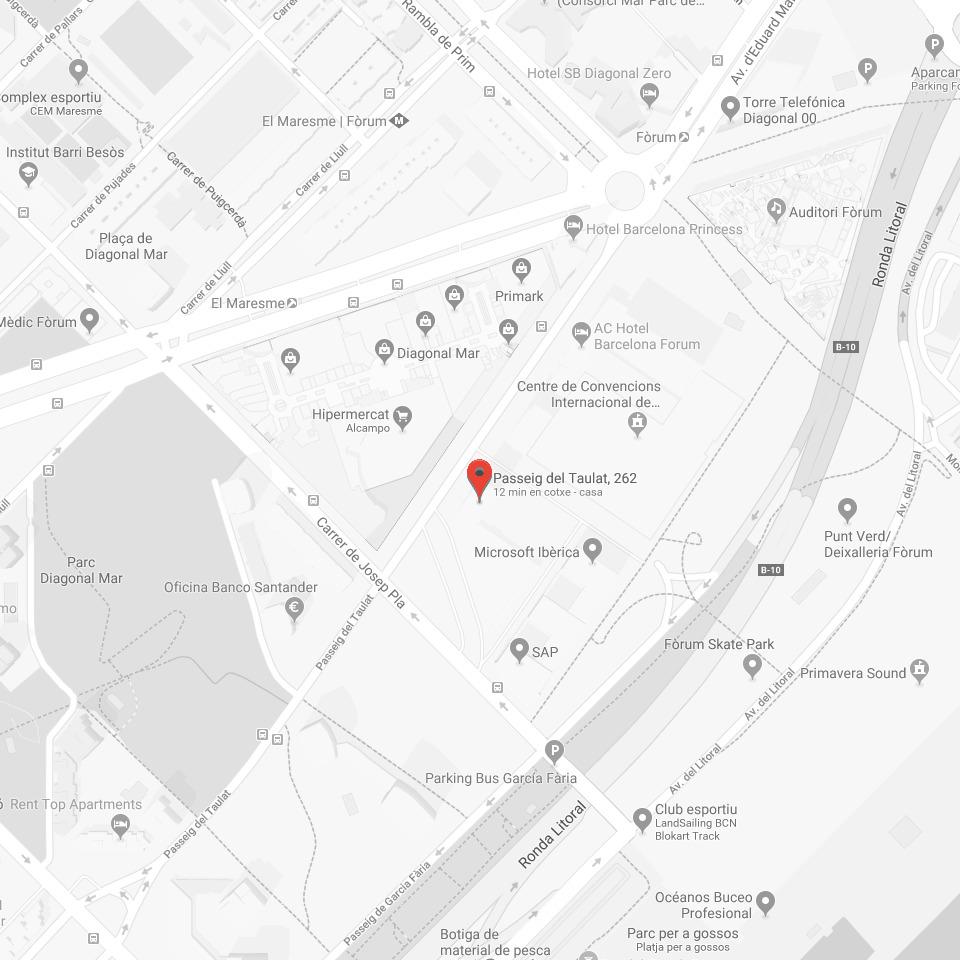 (Consorci Mar Parc de...
Carrer de Pallars
Puigcerda
Carrer
Rambla de Prim
Av. d'Eduard Ma
Hotel SB Diagonal Zero
P
P
Aparcam
Parking Fo
Complex esportiu
CEM Maresme
Torre Telefónica
Diagonal 00
El Maresme | Fòrum
M
Fòrum
Institut Barri Besòs
Carrer de Pujades
Carrer de Puigcerda
Carrer de Llull
Auditori Fòrum
Hotel Barcelona Princess
Plaça de
Diagonal Mar
Ronda Litoral
Av. del Litoral
Carrer de Llull
El Maresme
Primark
Mèdic Fòrum
AC Hotel
Barcelona Forum
B-10
Diagonal Mar
Centre de Convencions
Internacional de...
Hipermercat
Alcampo
Passeig del Taulat, 262
12 min en cotxe - casa
Av. del Litoral
Carrer de Josep Pla
Punt Verd/
Deixalleria Fòrum
Microsoft Ibèrica
B-10
Parc
Diagonal Mar
Oficina Banco Santander
€
Passeig del Taulat
SAP
Fòrum Skate Park
Primavera Sound
Av. del Litoral
P
Parking Bus García Fària
Av. del Litoral
Rent Top Apartments
Passeig del Taulat
Club esportiu
LandSailing BCN
Blokart Track
Ronda Litoral
Passeig de García Fària
Océanos Buceo
Profesional
Botiga de
material de pesca
Parc per a gossos
Platja per a gossos